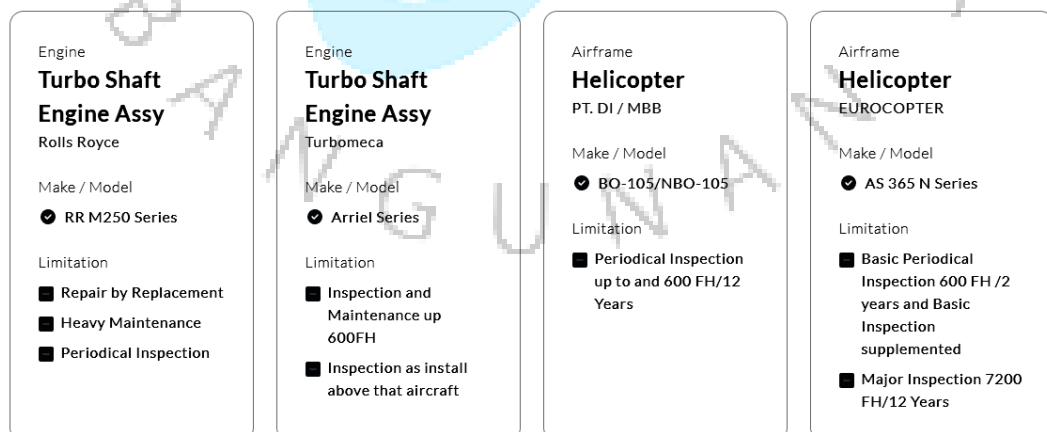 Engine
Turbo Shaft
Engine Assy
Rolls Royce
Make / Model
RR M250 Series
Limitation
Repair by Replacement
Heavy Maintenance
Periodical Inspection
Engine
Turbo Shaft
Engine Assy
Turbomeca
Make / Model
Arriel Series
Limitation
Inspection and
Maintenance up
600FH
Inspection as install
above that aircraft
Airframe
Helicopter
PT. DI / MBB
Make / Model
BO-105/NBO-105
Limitation
Periodical Inspection
up to and 600 FH/12
Years
Airframe
Helicopter
EUROCOPTER
Make / Model
AS 365 N Series
Limitation
Basic Periodical
Inspection 600 FH /2
years and Basic
Inspection
supplemented
Major Inspection 7200
FH/12 Years